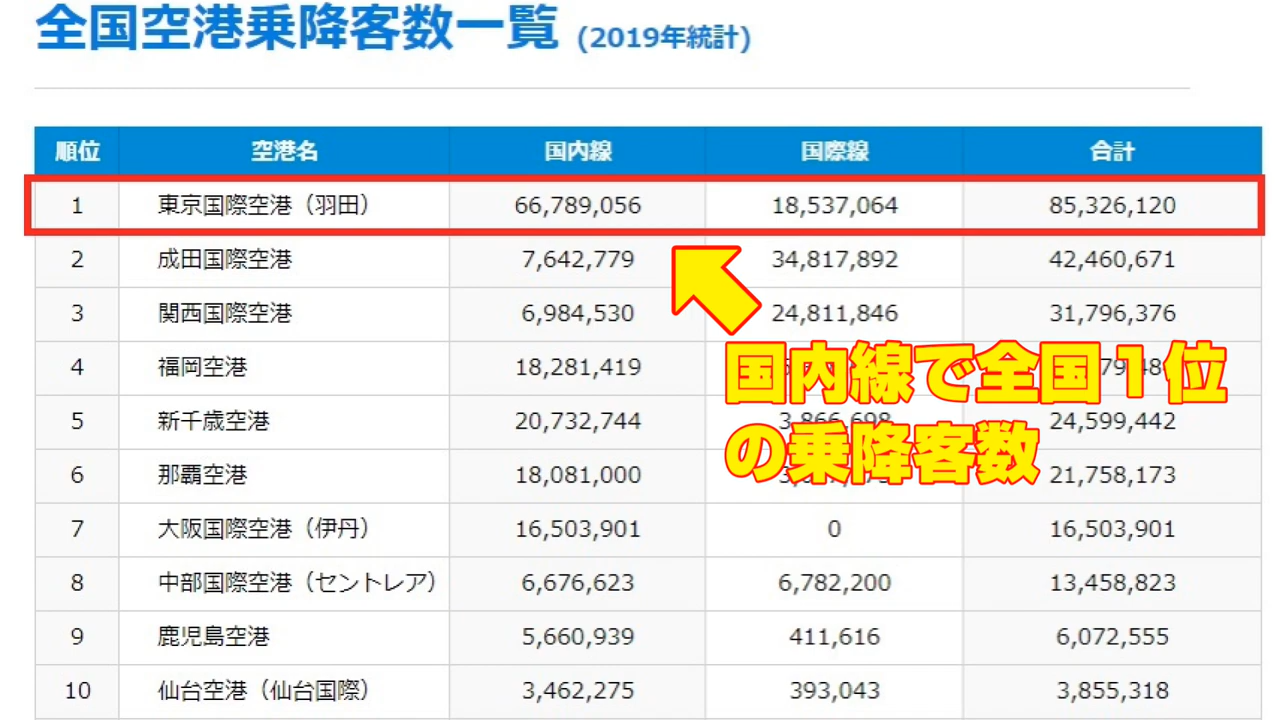 全国空港乗降客数一覧 (2019年統計)
順位 空港名 国内線 国際線 合計
1 東京国際空港（羽田） 66,789,056 18,537,064 85,326,120
2 成田国際空港 7,642,779 34,817,892 42,460,671
3 関西国際空港 6,984,530 24,811,846 31,796,376
4 福岡空港 18,281,419
国内線で全国１位
5 新千歳空港 20,732,744 3,866,698 24,599,442
の乗降客数
6 那覇空港 18,081,000 21,758,173
7 大阪国際空港（伊丹） 16,503,901 0 16,503,901
8 中部国際空港（セントレア） 6,676,623 6,782,200 13,458,823
9 鹿児島空港 5,660,939 411,616 6,072,555
10 仙台空港（仙台国際） 3,462,275 393,043 3,855,318